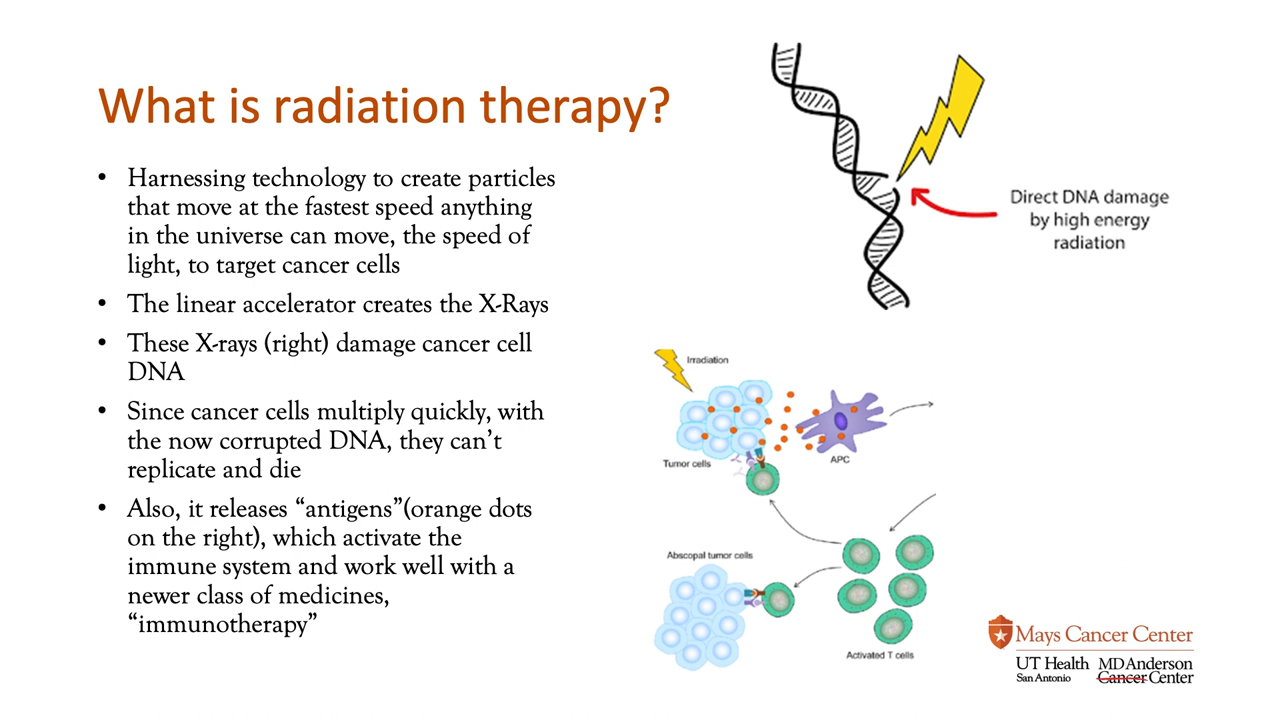 What is radiation therapy?
• Harnessing technology to create particles
that move at the fastest speed anything
in the universe can move, the speed of
light, to target cancer cells
• The linear accelerator creates the X-Rays
• These X-rays (right) damage cancer cell
DNA
• Since cancer cells multiply quickly, with
the now corrupted DNA, they can’t
replicate and die
• Also, it releases “antigens”(orange dots
on the right), which activate the
immune system and work well with a
newer class of medicines,
“immunotherapy”
Direct DNA damage
by high energy
radiation
Irradiation
Tumor cells
APC
Abscopal tumor cells
Activated T cells
Mays Cancer Center
UT Health
San Antonio
MD Anderson
Cancer Center